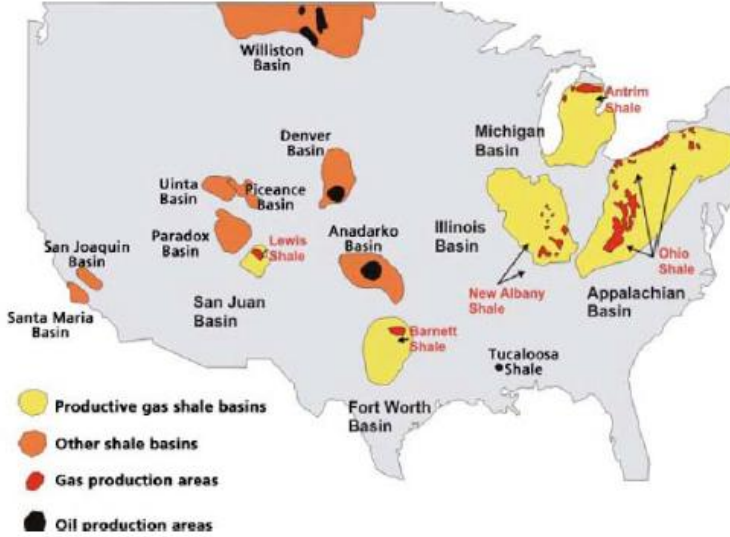 Williston
Basin
Antrim
Shale
Michigan
Basin
Denver
Basin
Uinta
Basin
Piceance
Basin
Paradox
Basin
Lewis
Shale
Anadarko
Basin
Illinois
Basin
San Joaquin
Basin
Ohio
Shale
New Albany
Shale
Appalachian
Basin
San Juan
Basin
Santa Maria
Basin
Barnett
Shale
Tucaloosa
Shale
Fort Worth
Basin
Productive gas shale basins
Other shale basins
Gas production areas
Oil production areas